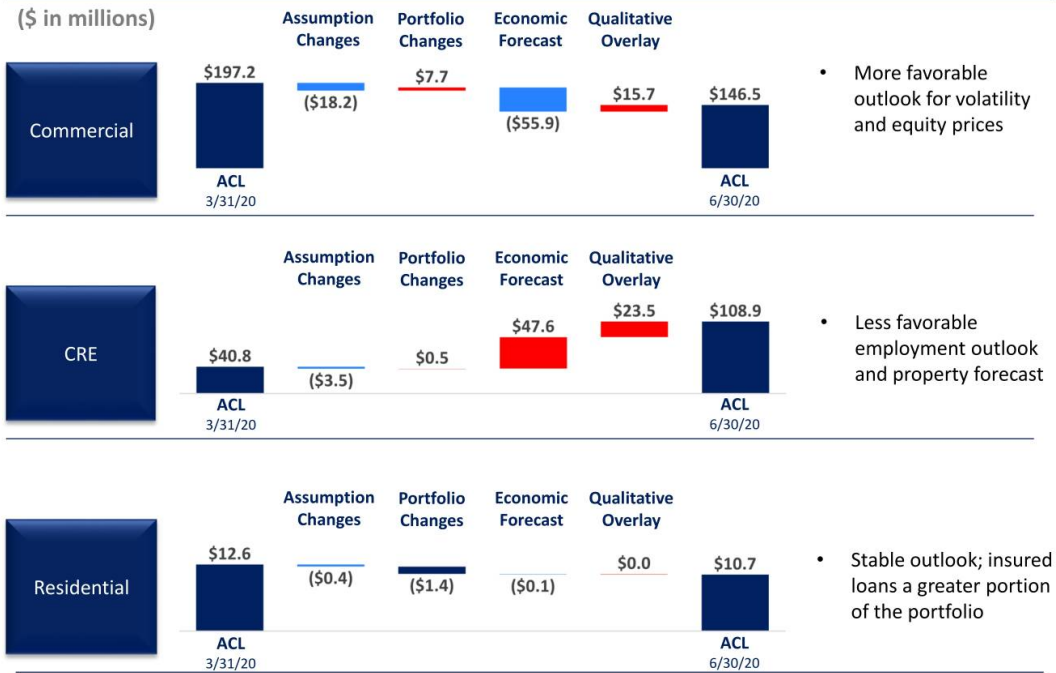 ($ in millions)
Assumption Changes
Portfolio Changes
Economic Forecast
Qualitative Overlay
Commercial
$197.2
($18.2)
$7.7
($55.9)
$15.7
$146.5
ACL
3/31/20
ACL
6/30/20
• More favorable
outlook for volatility
and equity prices
Assumption Changes
Portfolio Changes
Economic Forecast
Qualitative Overlay
CRE
$40.8
($3.5)
$0.5
$47.6
$23.5
$108.9
ACL
3/31/20
ACL
6/30/20
• Less favorable
employment outlook
and property forecast
Assumption Changes
Portfolio Changes
Economic Forecast
Qualitative Overlay
Residential
$12.6
($0.4)
($1.4)
($0.1)
$0.0
$10.7
ACL
3/31/20
ACL
6/30/20
• Stable outlook; insured
loans a greater portion
of the portfolio